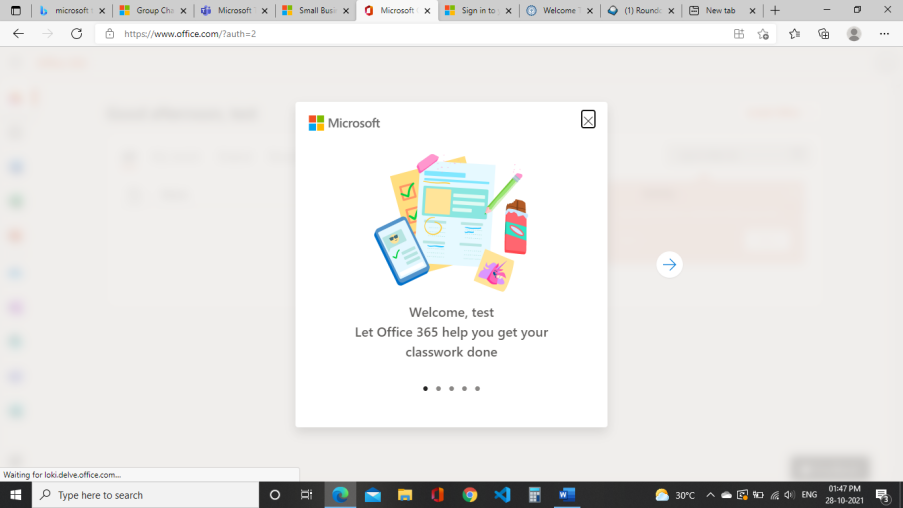 microsoft
Group Cha
Microsoft T
Small Busi
Microsoft
Sign in to
Welcome T
(1) Rounde
New tab
https://www.office.com/?auth=2
Microsoft
Welcome, test
Let Office 365 help you get your
classwork done
Waiting for loki.delve.office.com...
Type here to search
30°C
ENG
01:47 PM
28-10-2021
3